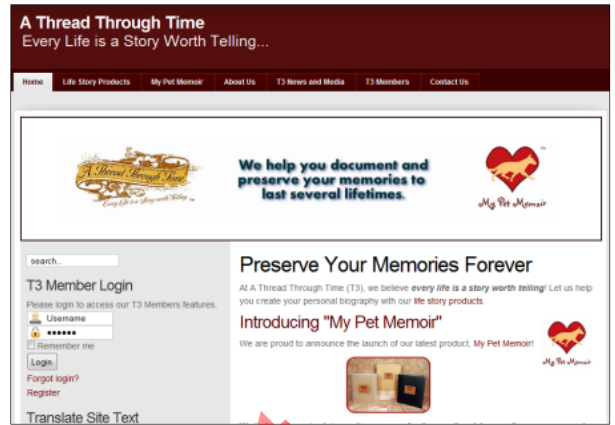 A Thread Through Time
Every Life is a Story Worth Telling...
Home Life Story Products My Pet Memoir About Us T3 News and Media T3 Members Contact Us
A Thread Through Time
Every Life is a Story worth Telling
We help you document and
preserve your memories to
last several lifetimes.
My Pet Memoir
search..
T3 Member Login
Please login to access our T3 Members features.
Username
••••••
Remember me
Login
Forgot login?
Register
Translate Site Text
Preserve Your Memories Forever
At A Thread Through Time (T3), we believe every life is a story worth telling! Let us help
you create your personal biography with our life story products.
Introducing "My Pet Memoir"
We are proud to announce the launch of our latest product, My Pet Memoir!
My Pet Memoir